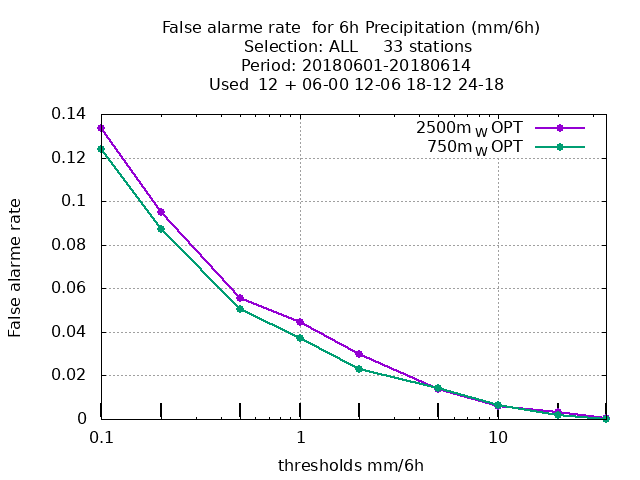 False alarme rate  for 6h Precipitation (mm/6h)
Selection: ALL     33 stations
Period: 20180601-20180614
Used  12 + 06-00 12-06 18-12 24-18
2500m W OPT
750m W OPT
False alarme rate
0.14
0.12
0.1
0.08
0.06
0.04
0.02
0
0.1 1 10
thresholds mm/6h